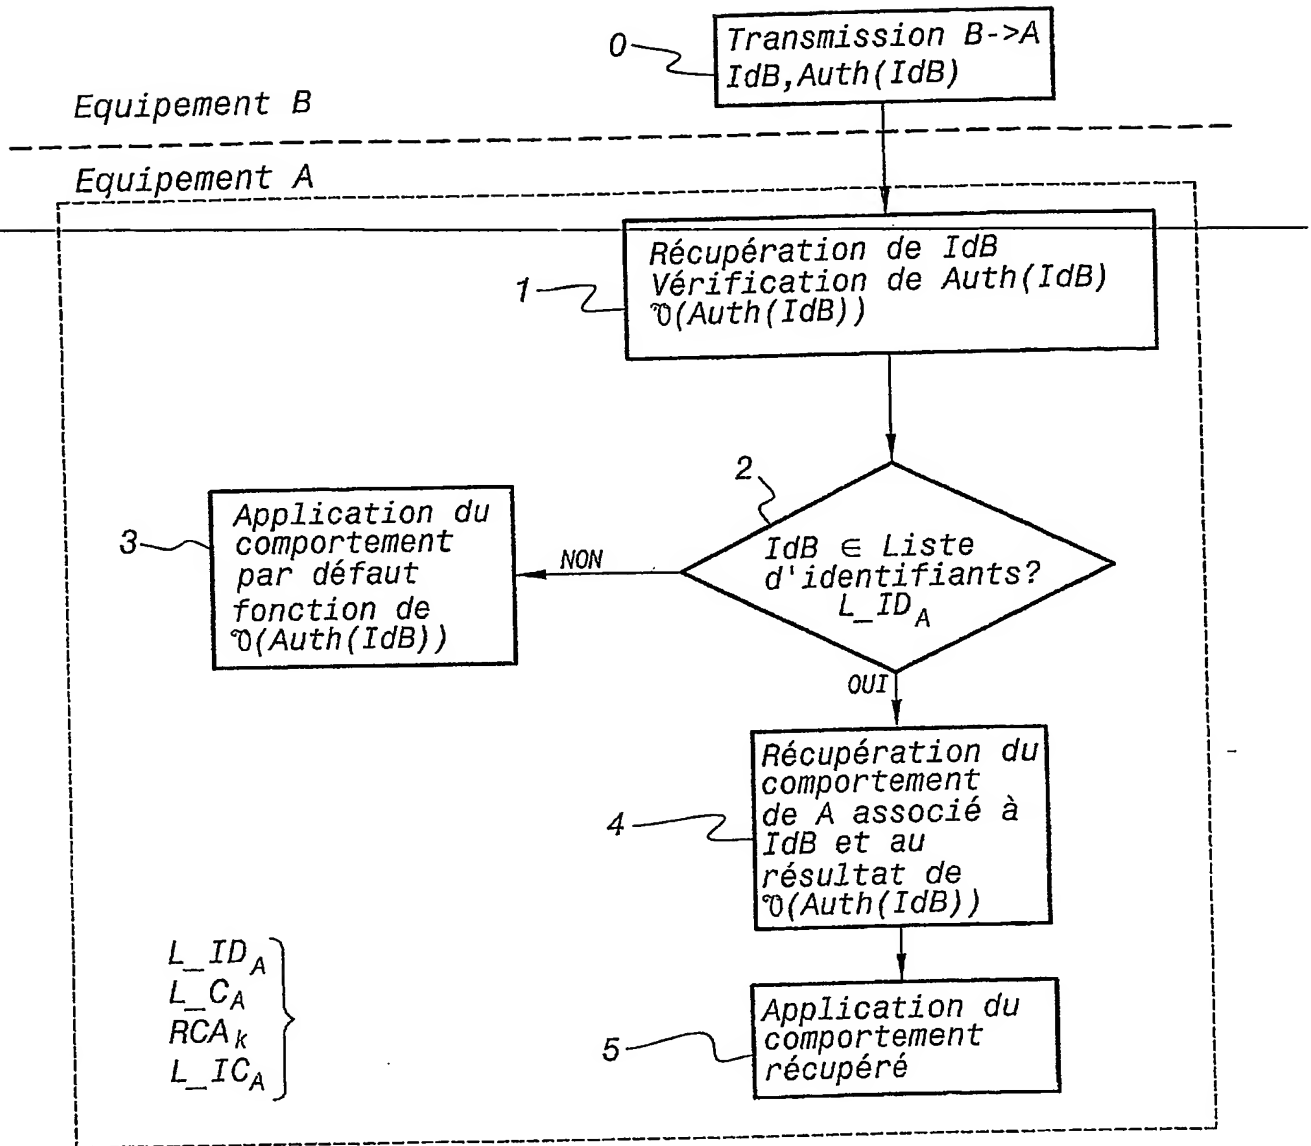 0
Transmission B->A
IdB,Auth(IdB)
Equipement B
Equipement A
1
Récupération de IdB
Vérification de Auth(IdB)
𝒱(Auth(IdB))
2
IdB ∈ Liste
d'identifiants?
L_ID_A
NON
3
Application du
comportement
par défaut
fonction de
𝒱(Auth(IdB))
OUI
4
Récupération du
comportement
de A associé à
IdB et au
résultat de
𝒱(Auth(IdB))
5
Application du
comportement
récupéré
L_ID_A
L_C_A
RCA_k
L_IC_A